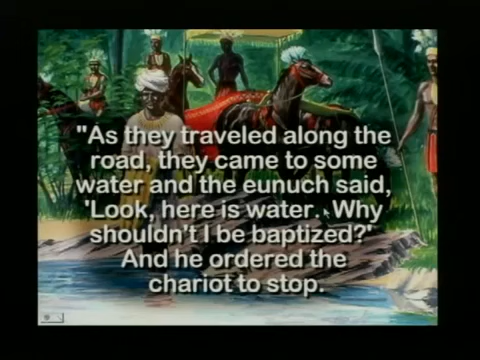 "As they traveled along the
road, they came to some
water and the eunuch said,
'Look, here is water. Why
shouldn't I be baptized?'
And he ordered the
chariot to stop.